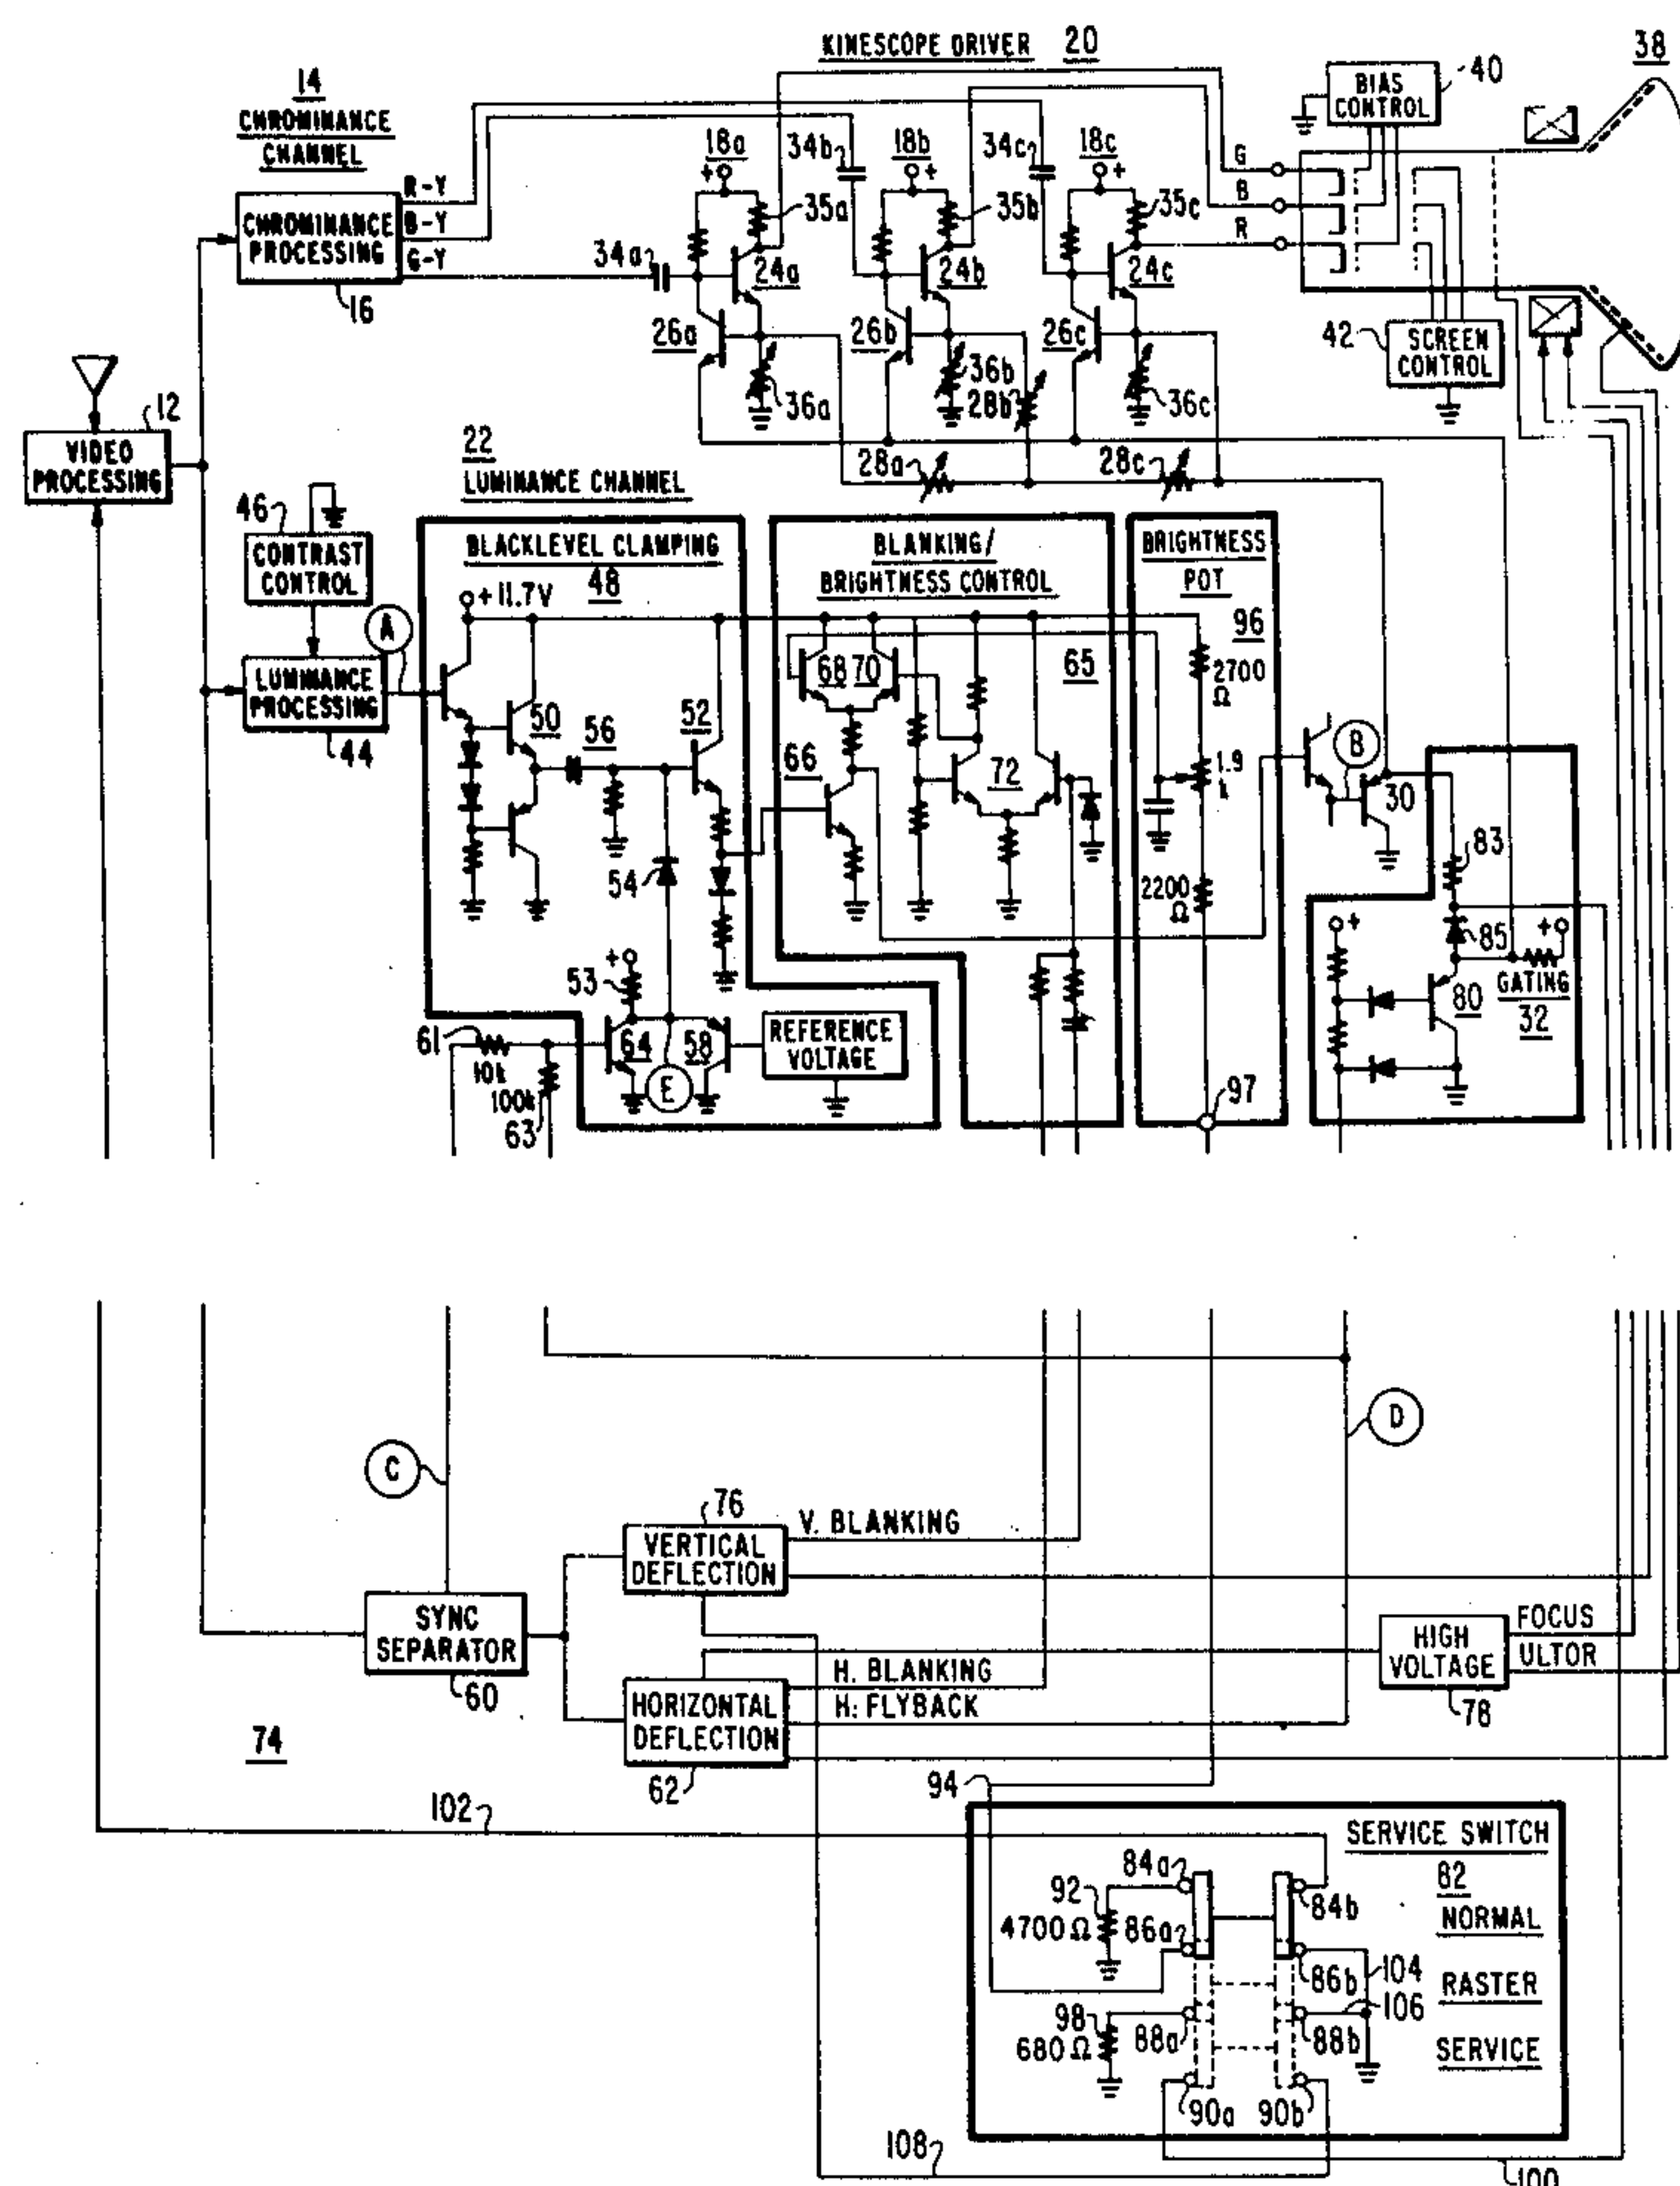 KINESCOPE DRIVER 20
38
14
CHROMINANCE
CHANNEL
BIAS
CONTROL
40
R-Y
B-Y
G-Y
CHROMINANCE
PROCESSING
16
18a
+
34b
18b
+
34c
18c
+
35a
35b
35c
G
B
R
34a
24a
24b
24c
26a
26b
26c
36a
36b
28b
36c
42
SCREEN
CONTROL
12
VIDEO
PROCESSING
22
LUMINANCE CHANNEL
28a
28c
46
CONTRAST
CONTROL
BLACKLEVEL CLAMPING
48
BLANKING/
BRIGHTNESS CONTROL
BRIGHTNESS
POT
+11.7V
A
96
2700
Ω
LUMINANCE
PROCESSING
44
50
56
52
68
70
65
66
72
1.9
k
B
30
54
2200
Ω
83
+
85
+
GATING
32
80
53
+
61
10k
100k
63
64
58
E
REFERENCE
VOLTAGE
97
D
C
76
VERTICAL
DEFLECTION
V. BLANKING
SYNC
SEPARATOR
60
HIGH
VOLTAGE
78
FOCUS
ULTOR
H. BLANKING
H. FLYBACK
HORIZONTAL
DEFLECTION
62
74
94
102
SERVICE SWITCH
82
NORMAL
RASTER
SERVICE
84a
84b
92
4700 Ω
86a
86b
104
106
98
680 Ω
88a
88b
90a
90b
108
100